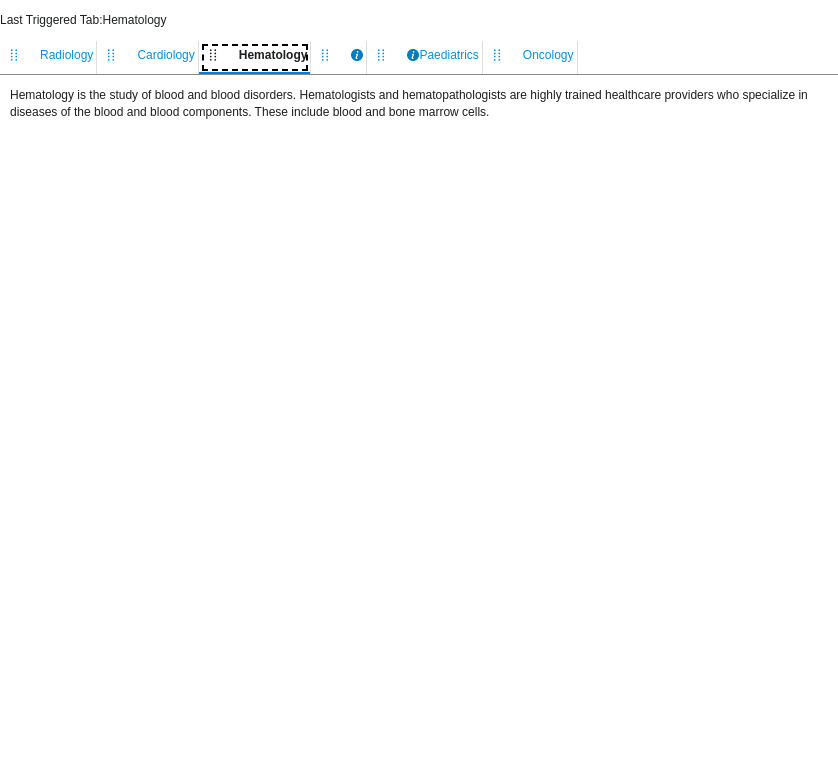 Last Triggered Tab:Hematology
Radiology Cardiology Hematology Paediatrics Oncology
Hematology is the study of blood and blood disorders. Hematologists and hematopathologists are highly trained healthcare providers who specialize in
diseases of the blood and blood components. These include blood and bone marrow cells.